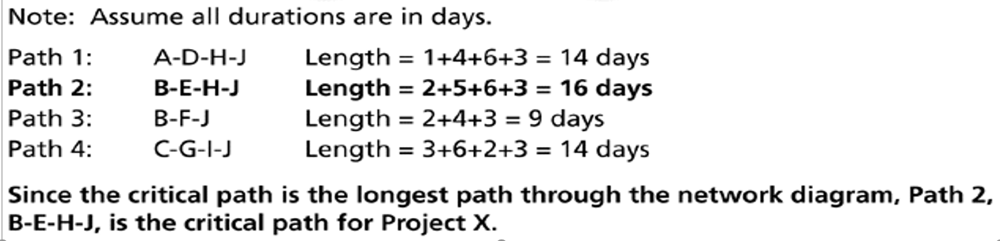 Note: Assume all durations are in days.
Path 1: A-D-H-J Length = 1+4+6+3 = 14 days
Path 2: B-E-H-J Length = 2+5+6+3 = 16 days
Path 3: B-F-J Length = 2+4+3 = 9 days
Path 4: C-G-I-J Length = 3+6+2+3 = 14 days
Since the critical path is the longest path through the network diagram, Path 2,
B-E-H-J, is the critical path for Project X.